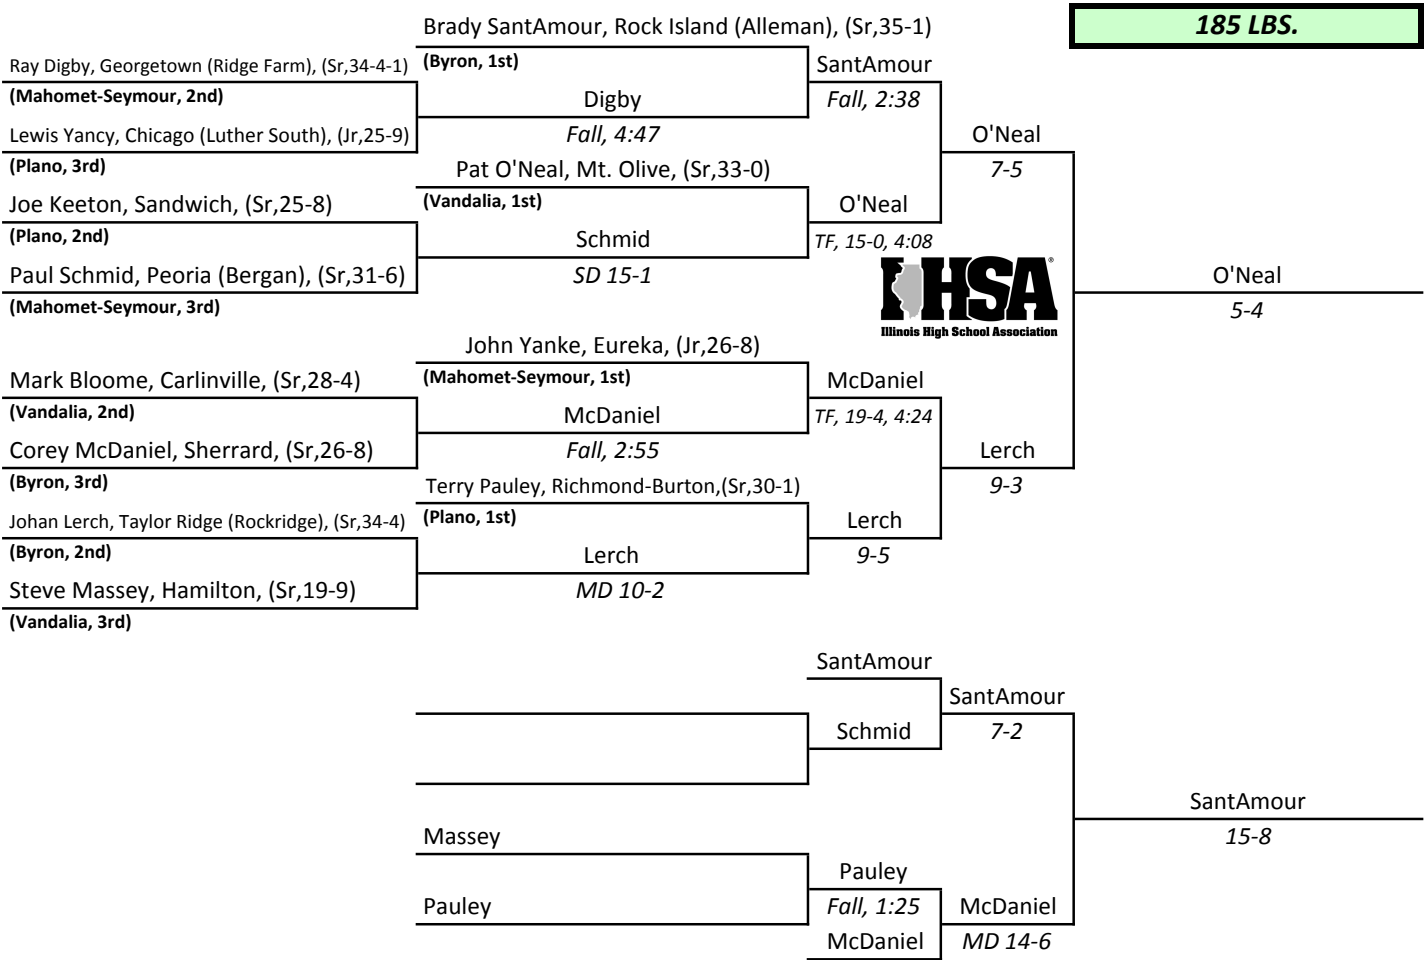 Brady SantAmour, Rock Island (Alleman), (Sr,35-1)
185 LBS.
Ray Digby, Georgetown (Ridge Farm), (Sr,34-4-1)
(Byron, 1st)
SantAmour
(Mahomet-Seymour, 2nd)
Digby
Fall, 2:38
Lewis Yancy, Chicago (Luther South), (Jr,25-9)
Fall, 4:47
O'Neal
(Plano, 3rd)
Pat O'Neal, Mt. Olive, (Sr,33-0)
7-5
Joe Keeton, Sandwich, (Sr,25-8)
(Vandalia, 1st)
O'Neal
(Plano, 2nd)
Schmid
TF, 15-0, 4:08
Paul Schmid, Peoria (Bergan), (Sr,31-6)
SD 15-1
IHSA
®
O'Neal
(Mahomet-Seymour, 3rd)
5-4
Illinois High School Association
John Yanke, Eureka, (Jr,26-8)
Mark Bloome, Carlinville, (Sr,28-4)
(Mahomet-Seymour, 1st)
McDaniel
(Vandalia, 2nd)
McDaniel
TF, 19-4, 4:24
Corey McDaniel, Sherrard, (Sr,26-8)
Fall, 2:55
Lerch
(Byron, 3rd)
Terry Pauley, Richmond-Burton,(Sr,30-1)
9-3
Johan Lerch, Taylor Ridge (Rockridge), (Sr,34-4)
(Plano, 1st)
Lerch
(Byron, 2nd)
Lerch
9-5
Steve Massey, Hamilton, (Sr,19-9)
MD 10-2
(Vandalia, 3rd)
SantAmour
SantAmour
Schmid
7-2
SantAmour
Massey
15-8
Pauley
Pauley
Fall, 1:25
McDaniel
McDaniel
MD 14-6